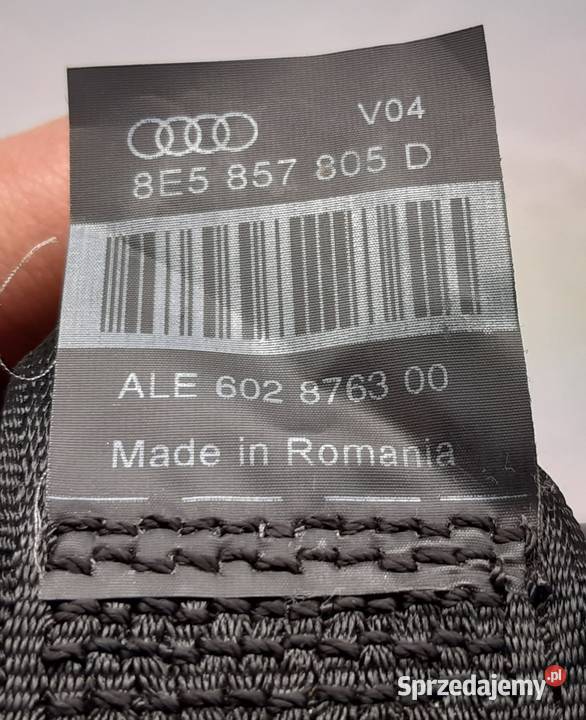 V04
8E5 857 805 D
ALE 602 8763 00
Made in Romania
Sprzedajemy.pl